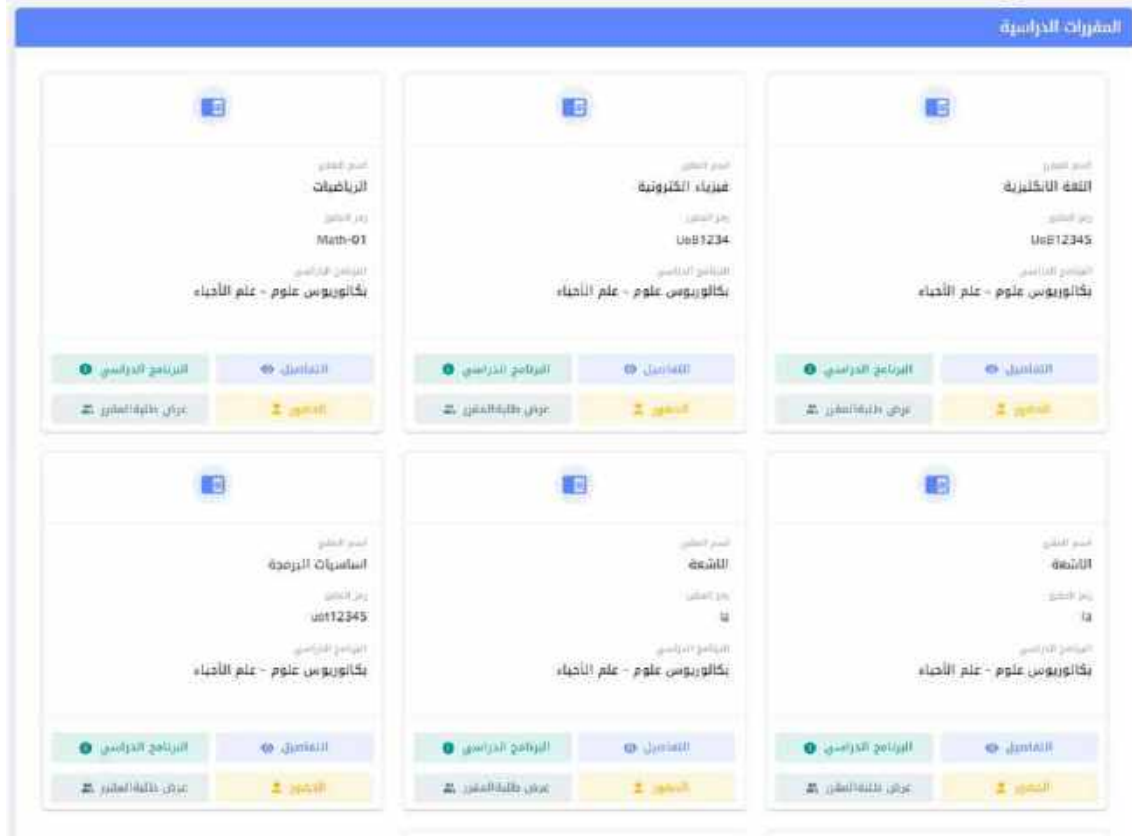 المقررات الدراسية
اسم المقرر
اللغة الانكليزية
رمز المقرر
UoB12345
البرنامج الدراسي
بكالوريوس علوم - علم الأحياء
التفاصيل
البرنامج الدراسي
الحضور
عرض طلبة المقرر
اسم المقرر
فيزياء الكترونية
رمز المقرر
UoB1234
البرنامج الدراسي
بكالوريوس علوم - علم الأحياء
التفاصيل
البرنامج الدراسي
الحضور
عرض طلبة المقرر
اسم المقرر
الرياضيات
رمز المقرر
Math-01
البرنامج الدراسي
بكالوريوس علوم - علم الأحياء
التفاصيل
البرنامج الدراسي
الحضور
عرض طلبة المقرر
اسم المقرر
الاشعة
رمز المقرر
البرنامج الدراسي
بكالوريوس علوم - علم الأحياء
التفاصيل
البرنامج الدراسي
الحضور
عرض طلبة المقرر
اسم المقرر
الاشعة
رمز المقرر
البرنامج الدراسي
بكالوريوس علوم - علم الأحياء
التفاصيل
البرنامج الدراسي
الحضور
عرض طلبة المقرر
اسم المقرر
اساسيات البرمجة
رمز المقرر
uot12345
البرنامج الدراسي
بكالوريوس علوم - علم الأحياء
التفاصيل
البرنامج الدراسي
الحضور
عرض طلبة المقرر